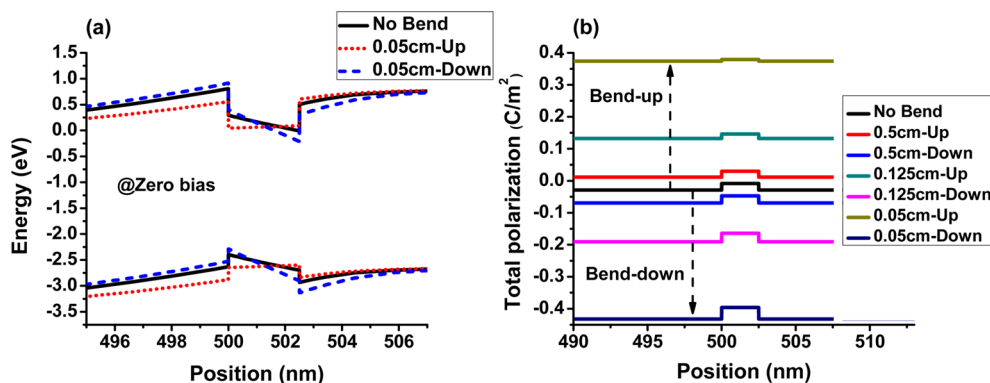 (a)
No Bend
0.05cm-Up
0.05cm-Down
1.5
1.0
0.5
0.0
-0.5
-1.0
-1.5
-2.0
-2.5
-3.0
-3.5
Energy (eV)
@Zero bias
496 498 500 502 504 506
Position (nm)
(b)
0.4
0.3
0.2
0.1
0.0
-0.1
-0.2
-0.3
-0.4
Total polarization (C/m²)
Bend-up
Bend-down
No Bend
0.5cm-Up
0.5cm-Down
0.125cm-Up
0.125cm-Down
0.05cm-Up
0.05cm-Down
490 495 500 505 510
Position (nm)